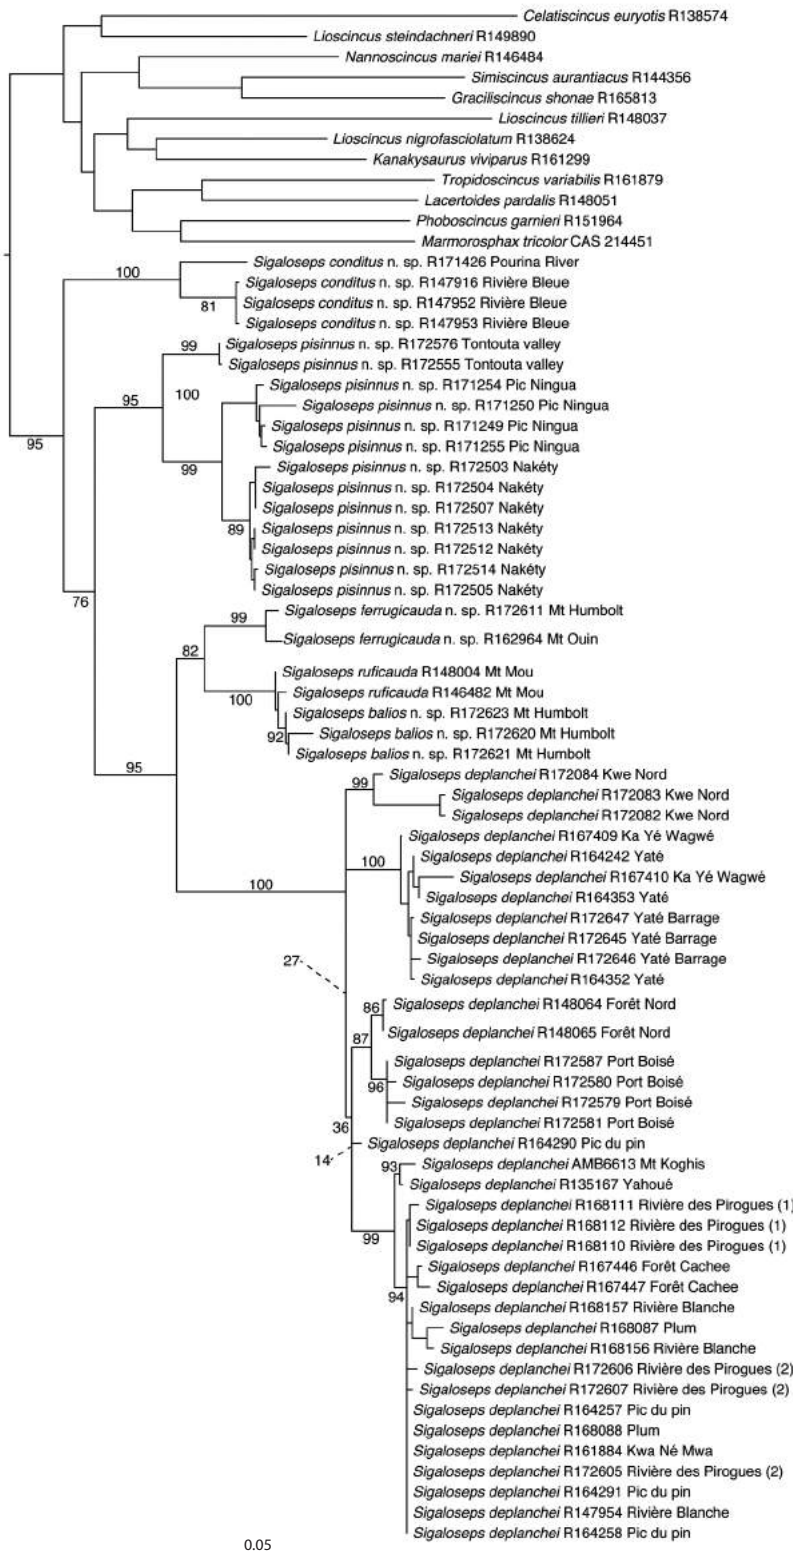 Celatiscincus euryotis R138574
Lioscincus steindachneri R149890
Nannoscincus mariei R146484
Simiscincus aurantiacus R144356
Graciliscincus shonae R165813
Lioscincus tillieri R148037
Lioscincus nigrofasciolatum R138624
Kanakysaurus viviparus R161299
Tropidoscincus variabilis R161879
Lacertoides pardalis R148051
Phoboscincus garnieri R151964
Marmorosphax tricolor CAS 214451
Sigaloseps conditus n. sp. R171426 Pourina River
100
Sigaloseps conditus n. sp. R147916 Rivière Bleue
81 Sigaloseps conditus n. sp. R147952 Rivière Bleue
Sigaloseps conditus n. sp. R147953 Rivière Bleue
99 Sigaloseps pisinnus n. sp. R172576 Tontouta valley
Sigaloseps pisinnus n. sp. R172555 Tontouta valley
Sigaloseps pisinnus n. sp. R171254 Pic Ningua
95 100 Sigaloseps pisinnus n. sp. R171250 Pic Ningua
Sigaloseps pisinnus n. sp. R171249 Pic Ningua
95 Sigaloseps pisinnus n. sp. R171255 Pic Ningua
99 Sigaloseps pisinnus n. sp. R172503 Nakéty
Sigaloseps pisinnus n. sp. R172504 Nakéty
Sigaloseps pisinnus n. sp. R172507 Nakéty
89 Sigaloseps pisinnus n. sp. R172513 Nakéty
Sigaloseps pisinnus n. sp. R172512 Nakéty
Sigaloseps pisinnus n. sp. R172514 Nakéty
Sigaloseps pisinnus n. sp. R172505 Nakéty
76
99 Sigaloseps ferrugicauda n. sp. R172611 Mt Humbolt
Sigaloseps ferrugicauda n. sp. R162964 Mt Ouin
82
Sigaloseps ruficauda R148004 Mt Mou
100 Sigaloseps ruficauda R146482 Mt Mou
Sigaloseps balios n. sp. R172623 Mt Humbolt
92 Sigaloseps balios n. sp. R172620 Mt Humbolt
Sigaloseps balios n. sp. R172621 Mt Humbolt
95
99 Sigaloseps deplanchei R172084 Kwe Nord
Sigaloseps deplanchei R172083 Kwe Nord
Sigaloseps deplanchei R172082 Kwe Nord
Sigaloseps deplanchei R167409 Ka Yé Wagwé
100 Sigaloseps deplanchei R164242 Yaté
Sigaloseps deplanchei R167410 Ka Yé Wagwé
100 Sigaloseps deplanchei R164353 Yaté
Sigaloseps deplanchei R172647 Yaté Barrage
Sigaloseps deplanchei R172645 Yaté Barrage
27 Sigaloseps deplanchei R172646 Yaté Barrage
Sigaloseps deplanchei R164352 Yaté
86 Sigaloseps deplanchei R148064 Forêt Nord
87 Sigaloseps deplanchei R148065 Forêt Nord
Sigaloseps deplanchei R172587 Port Boisé
96 Sigaloseps deplanchei R172580 Port Boisé
Sigaloseps deplanchei R172579 Port Boisé
36 Sigaloseps deplanchei R172581 Port Boisé
Sigaloseps deplanchei R164290 Pic du pin
14
93 Sigaloseps deplanchei AMB6613 Mt Koghis
Sigaloseps deplanchei R135167 Yahoué
Sigaloseps deplanchei R168111 Rivière des Pirogues (1)
Sigaloseps deplanchei R168112 Rivière des Pirogues (1)
99 Sigaloseps deplanchei R168110 Rivière des Pirogues (1)
Sigaloseps deplanchei R167446 Forêt Cachee
Sigaloseps deplanchei R167447 Forêt Cachee
94 Sigaloseps deplanchei R168157 Rivière Blanche
Sigaloseps deplanchei R168087 Plum
Sigaloseps deplanchei R168156 Rivière Blanche
Sigaloseps deplanchei R172606 Rivière des Pirogues (2)
Sigaloseps deplanchei R172607 Rivière des Pirogues (2)
Sigaloseps deplanchei R164257 Pic du pin
Sigaloseps deplanchei R168088 Plum
Sigaloseps deplanchei R161884 Kwa Né Mwa
Sigaloseps deplanchei R172605 Rivière des Pirogues (2)
Sigaloseps deplanchei R164291 Pic du pin
Sigaloseps deplanchei R147954 Rivière Blanche
Sigaloseps deplanchei R164258 Pic du pin
0.05